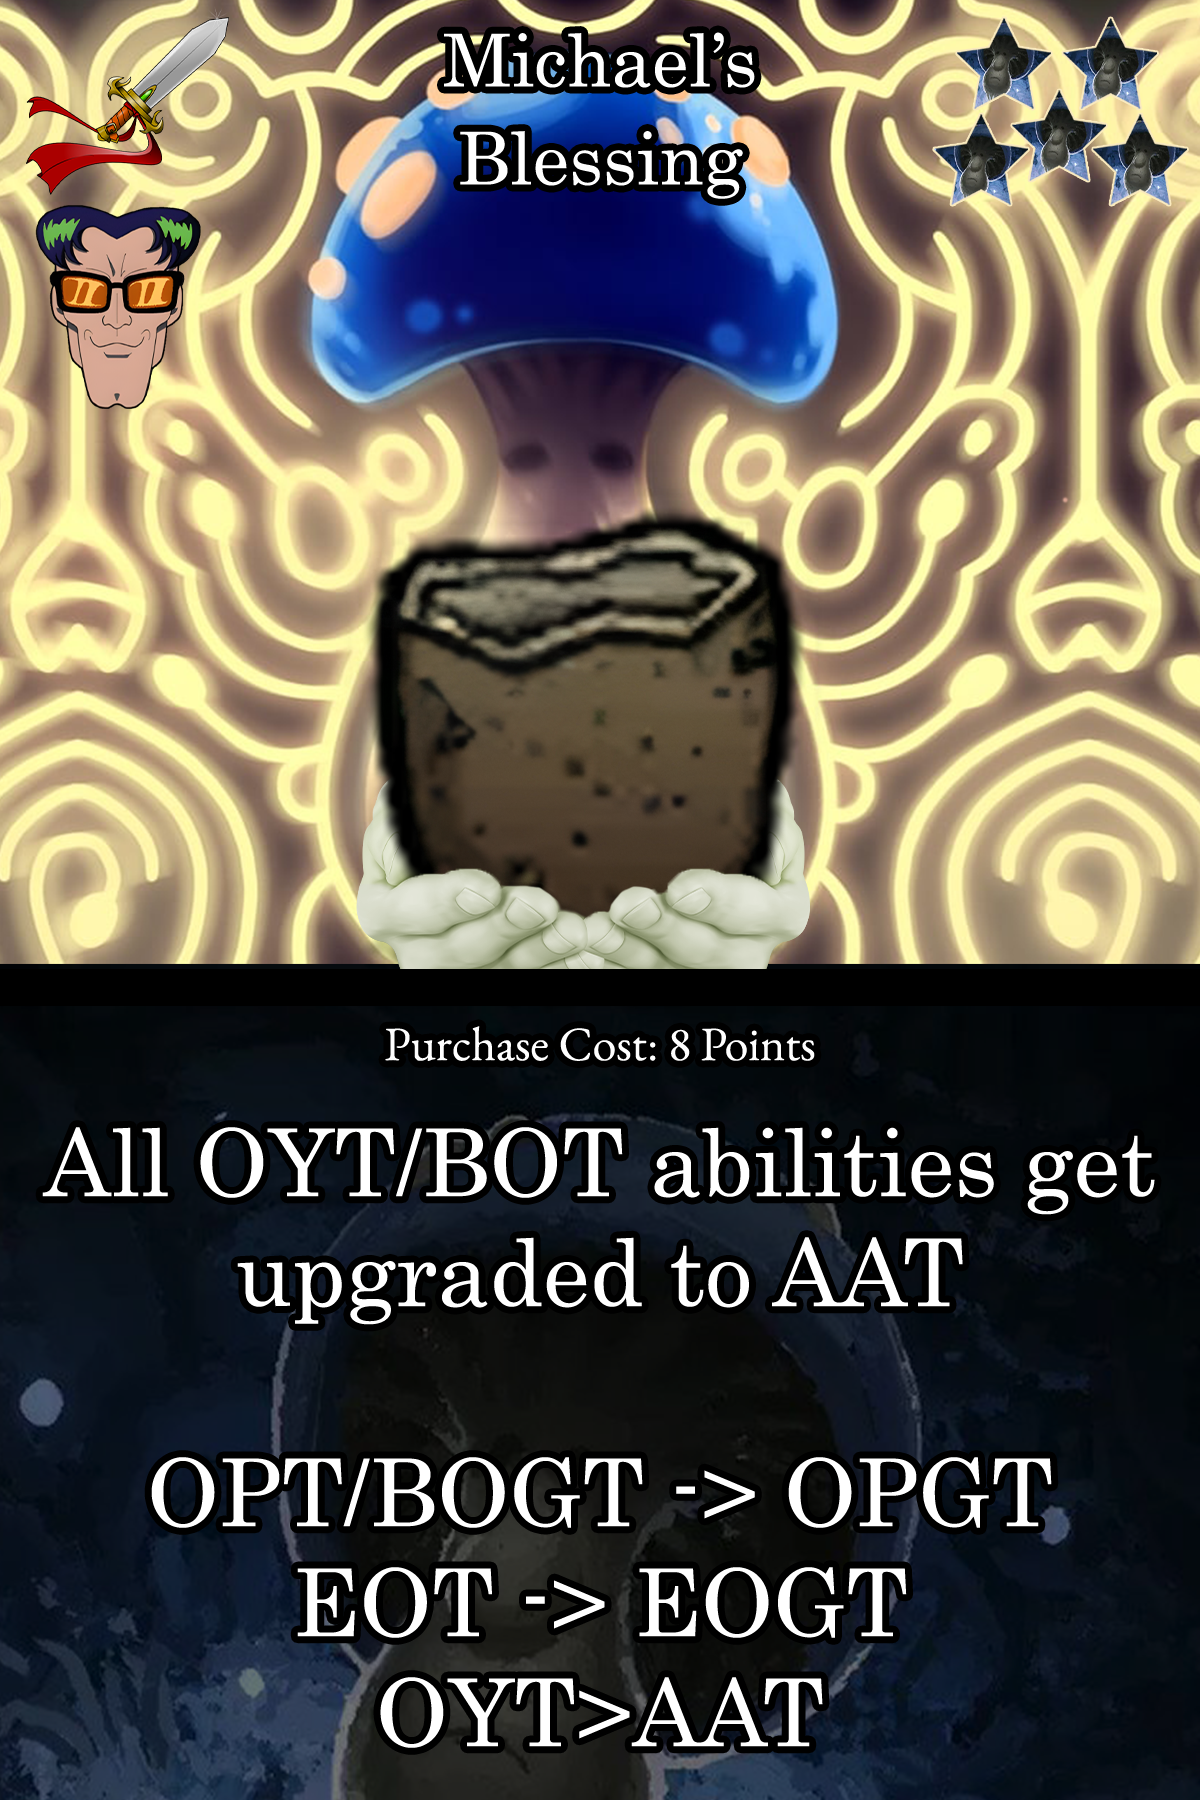 Michael’s
Blessing
Purchase Cost: 8 Points
All OYT/BOT abilities get
upgraded to AAT
OPT/BOGT -> OPGT
EOT -> EOGT
OYT>AAT